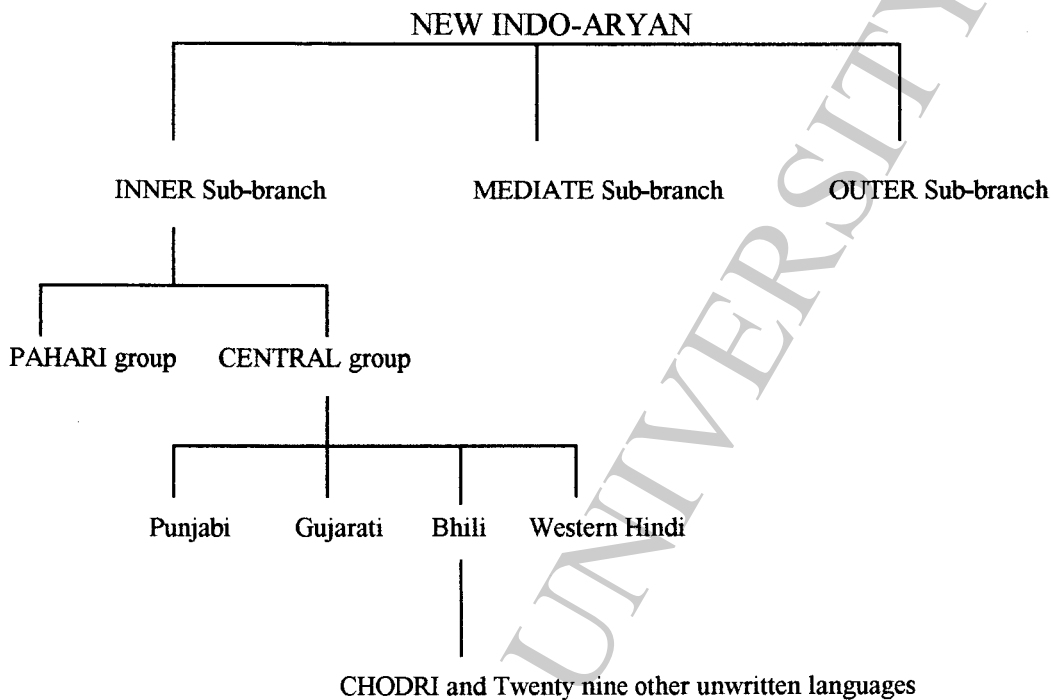 NEW INDO-ARYAN
INNER Sub-branch MEDIATE Sub-branch OUTER Sub-branch
PAHARI group CENTRAL group
Punjabi Gujarati Bhili Western Hindi
CHODRI and Twenty nine other unwritten languages
UNIVERSITY